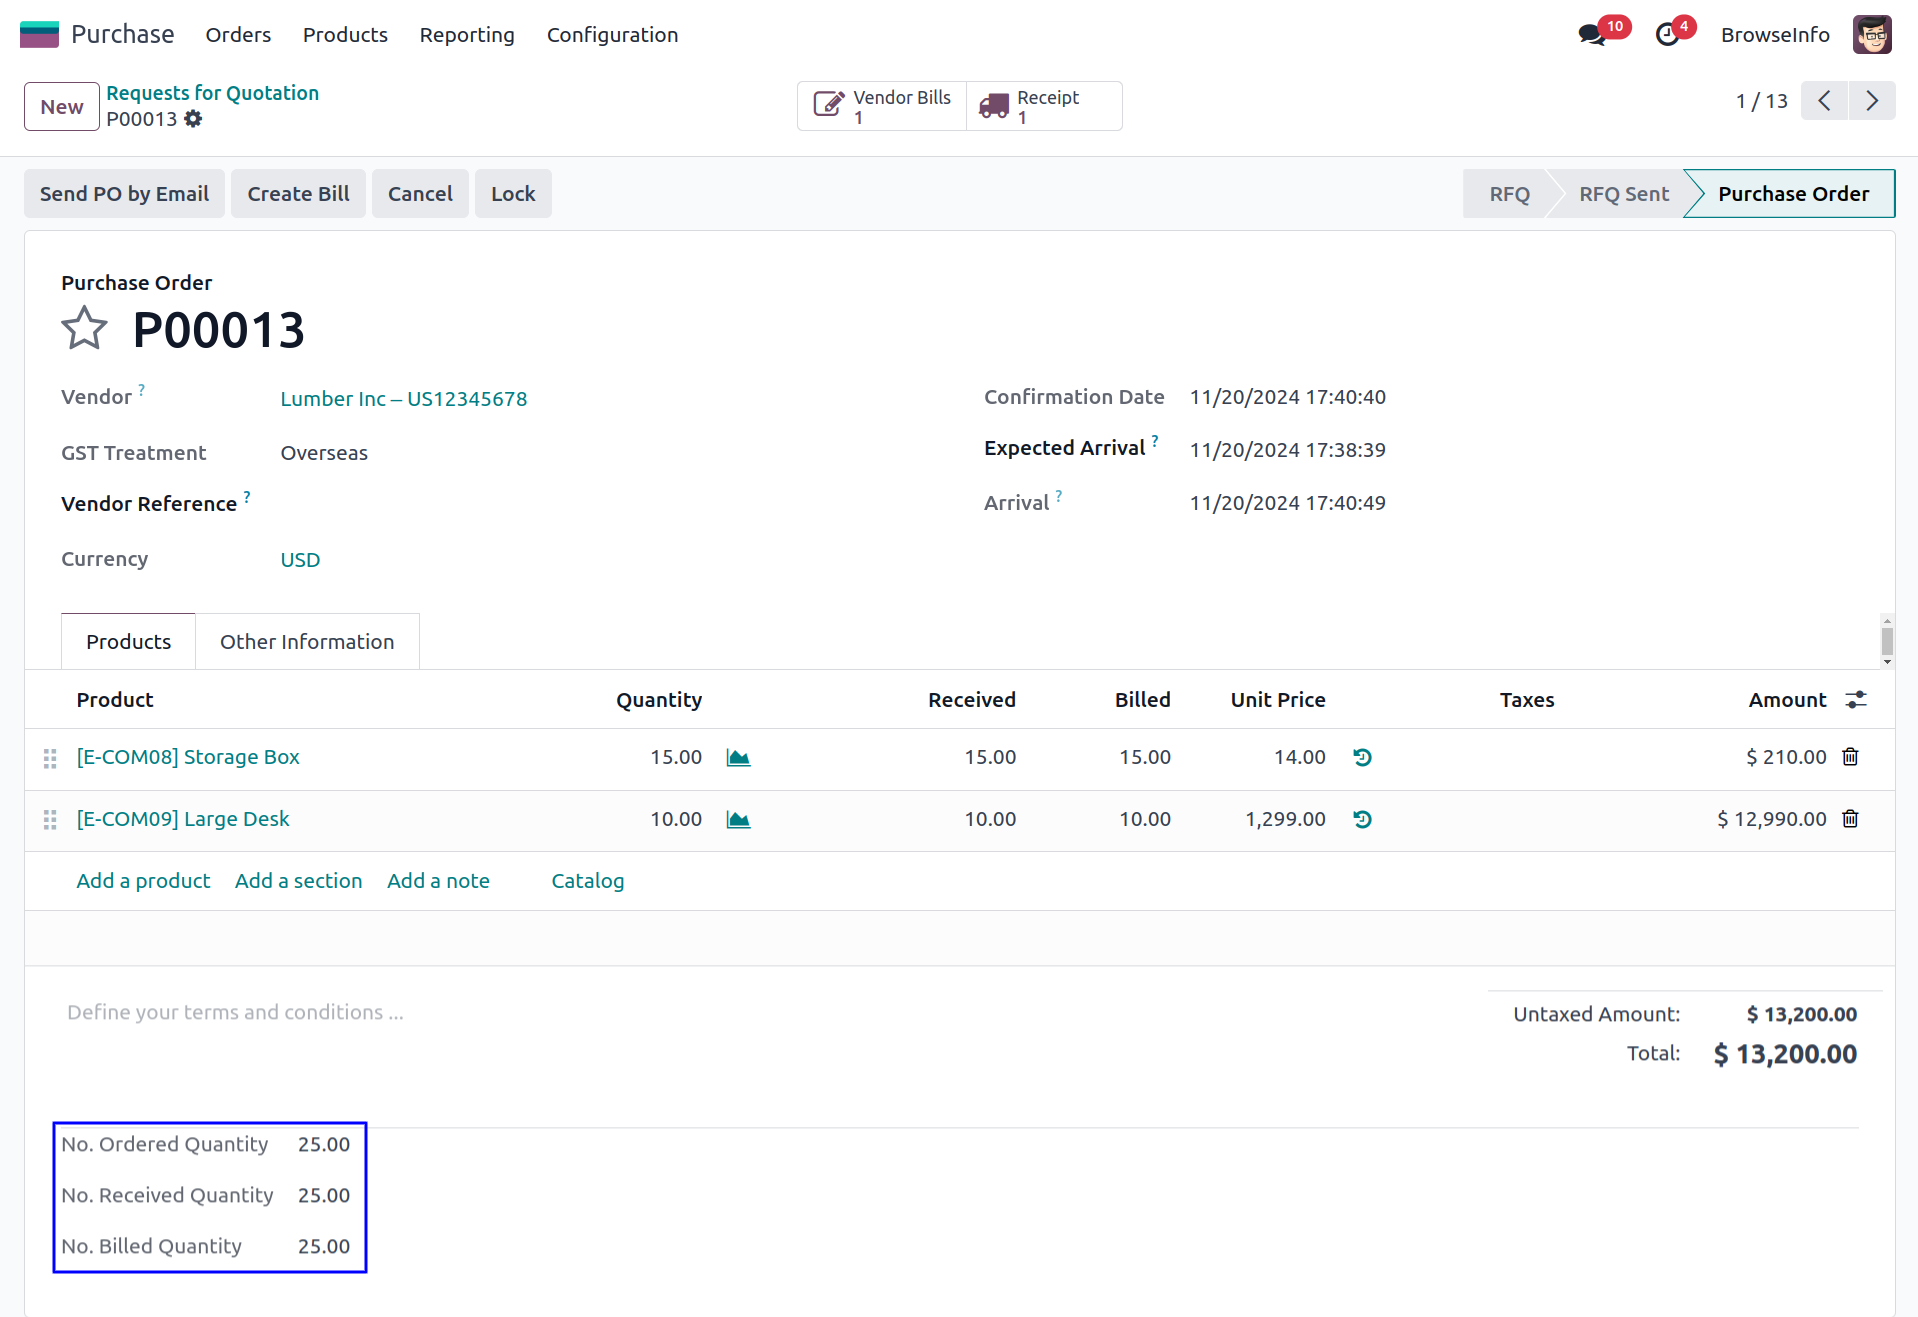 Purchase Orders Products Reporting Configuration 10 4 BrowseInfo
New Requests for Quotation Vendor Bills Receipt 1 / 13
P00013 1 1
Send PO by Email Create Bill Cancel Lock RFQ RFQ Sent Purchase Order
Purchase Order
P00013
Vendor ? Lumber Inc – US12345678 Confirmation Date 11/20/2024 17:40:40
GST Treatment Overseas Expected Arrival ? 11/20/2024 17:38:39
Vendor Reference ? Arrival ? 11/20/2024 17:40:49
Currency USD
Products Other Information
Product Quantity Received Billed Unit Price Taxes Amount
[E-COM08] Storage Box 15.00 15.00 15.00 14.00 $ 210.00
[E-COM09] Large Desk 10.00 10.00 10.00 1,299.00 $ 12,990.00
Add a product Add a section Add a note Catalog
Define your terms and conditions ... Untaxed Amount: $ 13,200.00
Total: $ 13,200.00
No. Ordered Quantity 25.00
No. Received Quantity 25.00
No. Billed Quantity 25.00